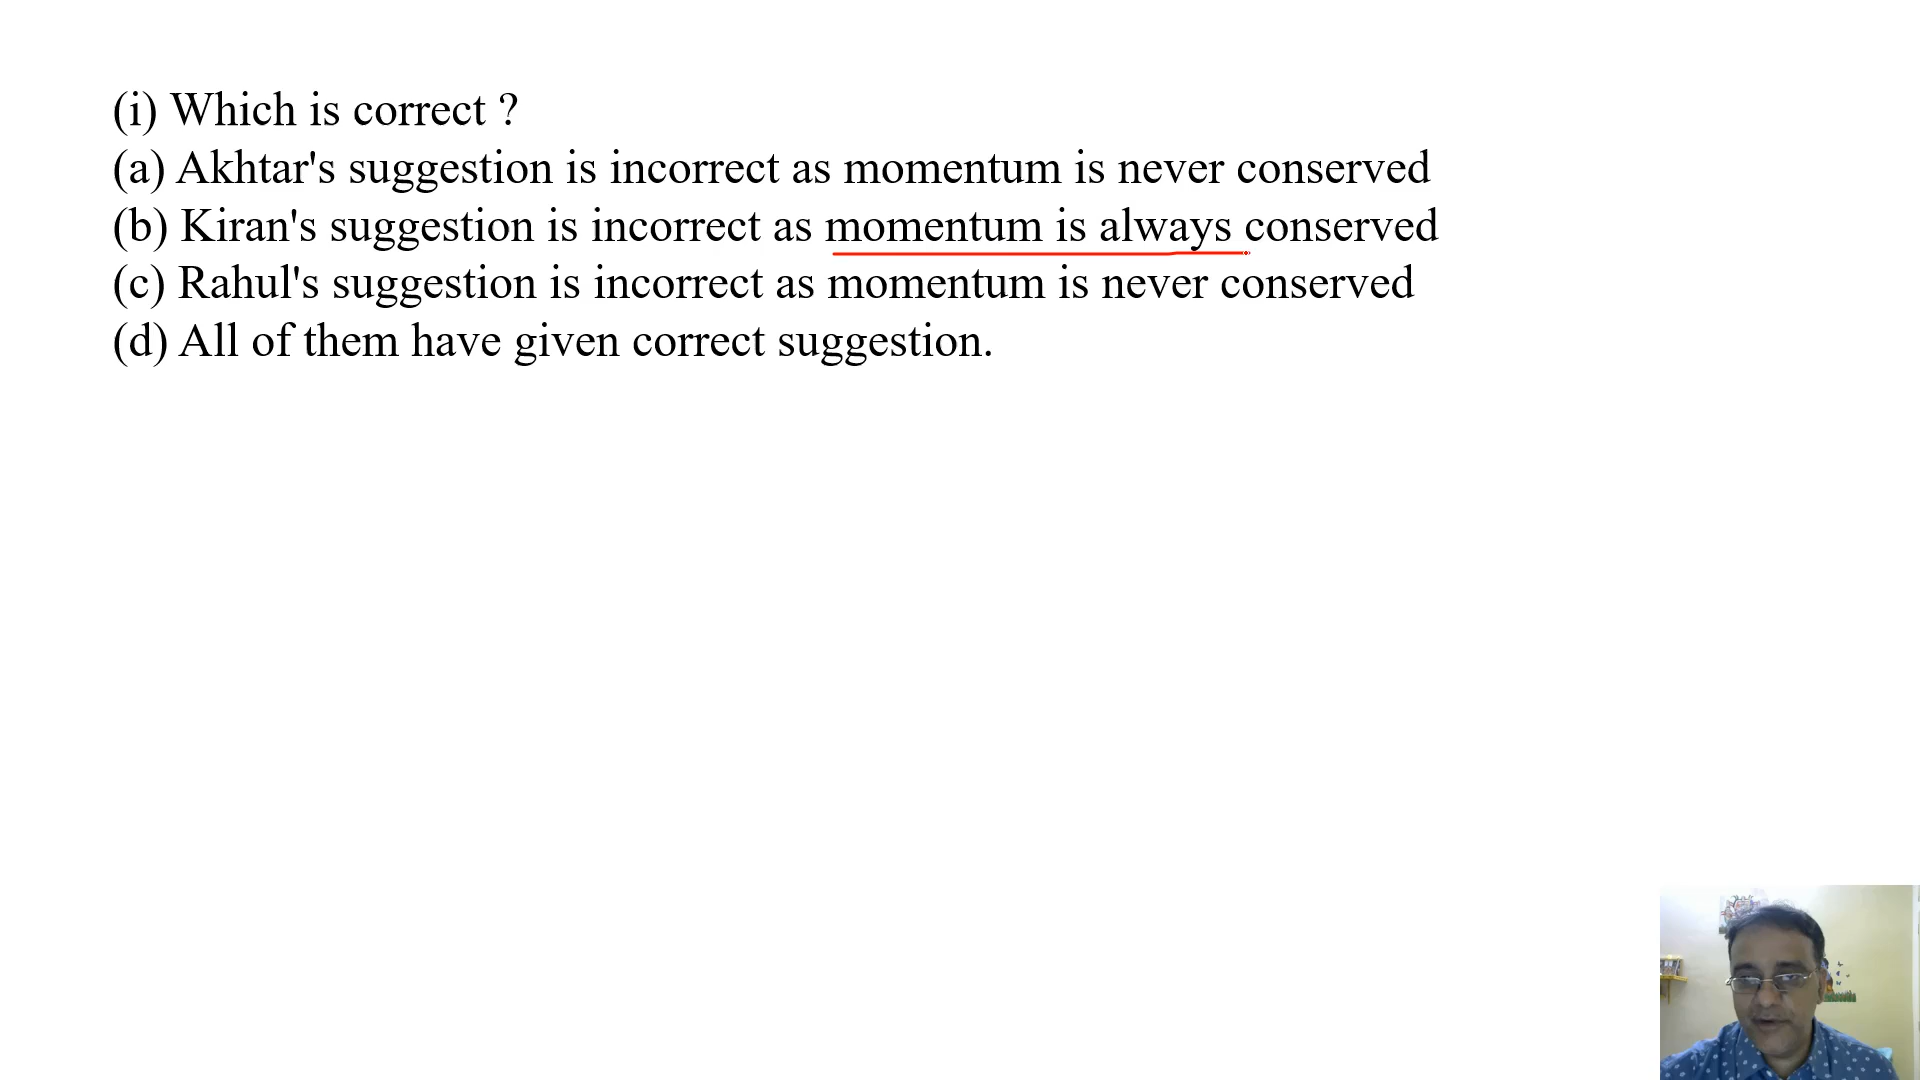 (i) Which is correct ?
(a) Akhtar's suggestion is incorrect as momentum is never conserved
(b) Kiran's suggestion is incorrect as momentum is always conserved
(c) Rahul's suggestion is incorrect as momentum is never conserved
(d) All of them have given correct suggestion.